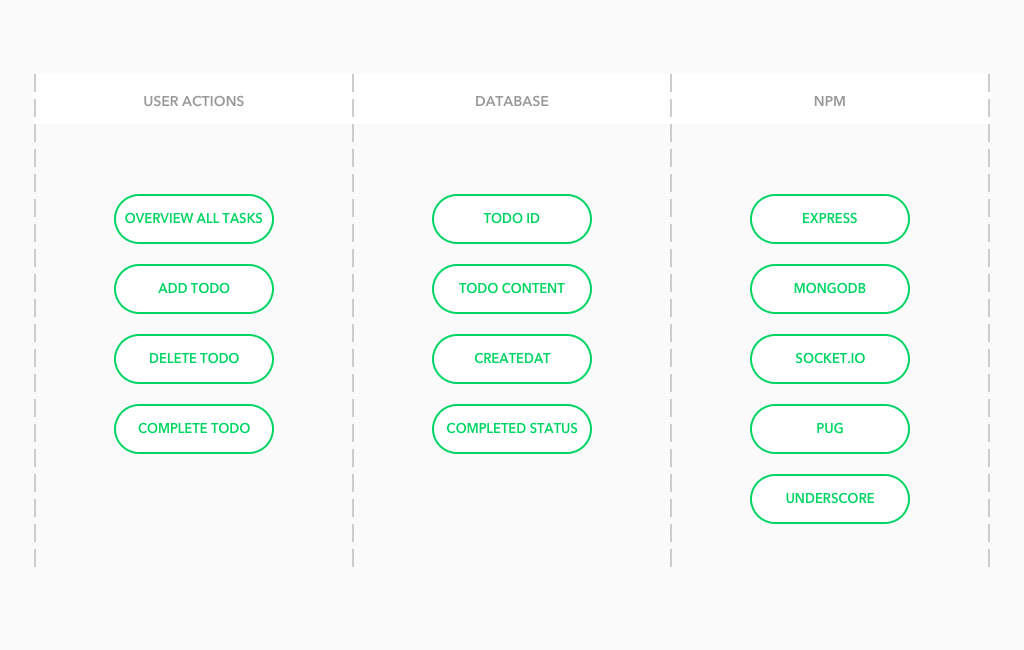 USER ACTIONS
DATABASE
NPM
OVERVIEW ALL TASKS
TODO ID
EXPRESS
ADD TODO
TODO CONTENT
MONGODB
DELETE TODO
CREATEDAT
SOCKET.IO
COMPLETE TODO
COMPLETED STATUS
PUG
UNDERSCORE